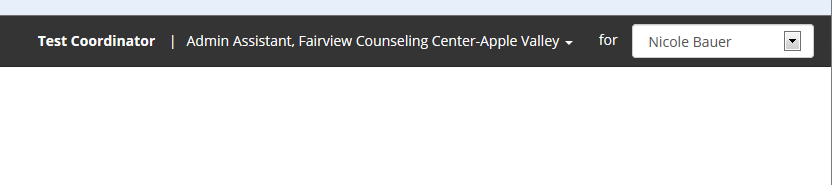 Test Coordinator | Admin Assistant, Fairview Counseling Center-Apple Valley for Nicole Bauer